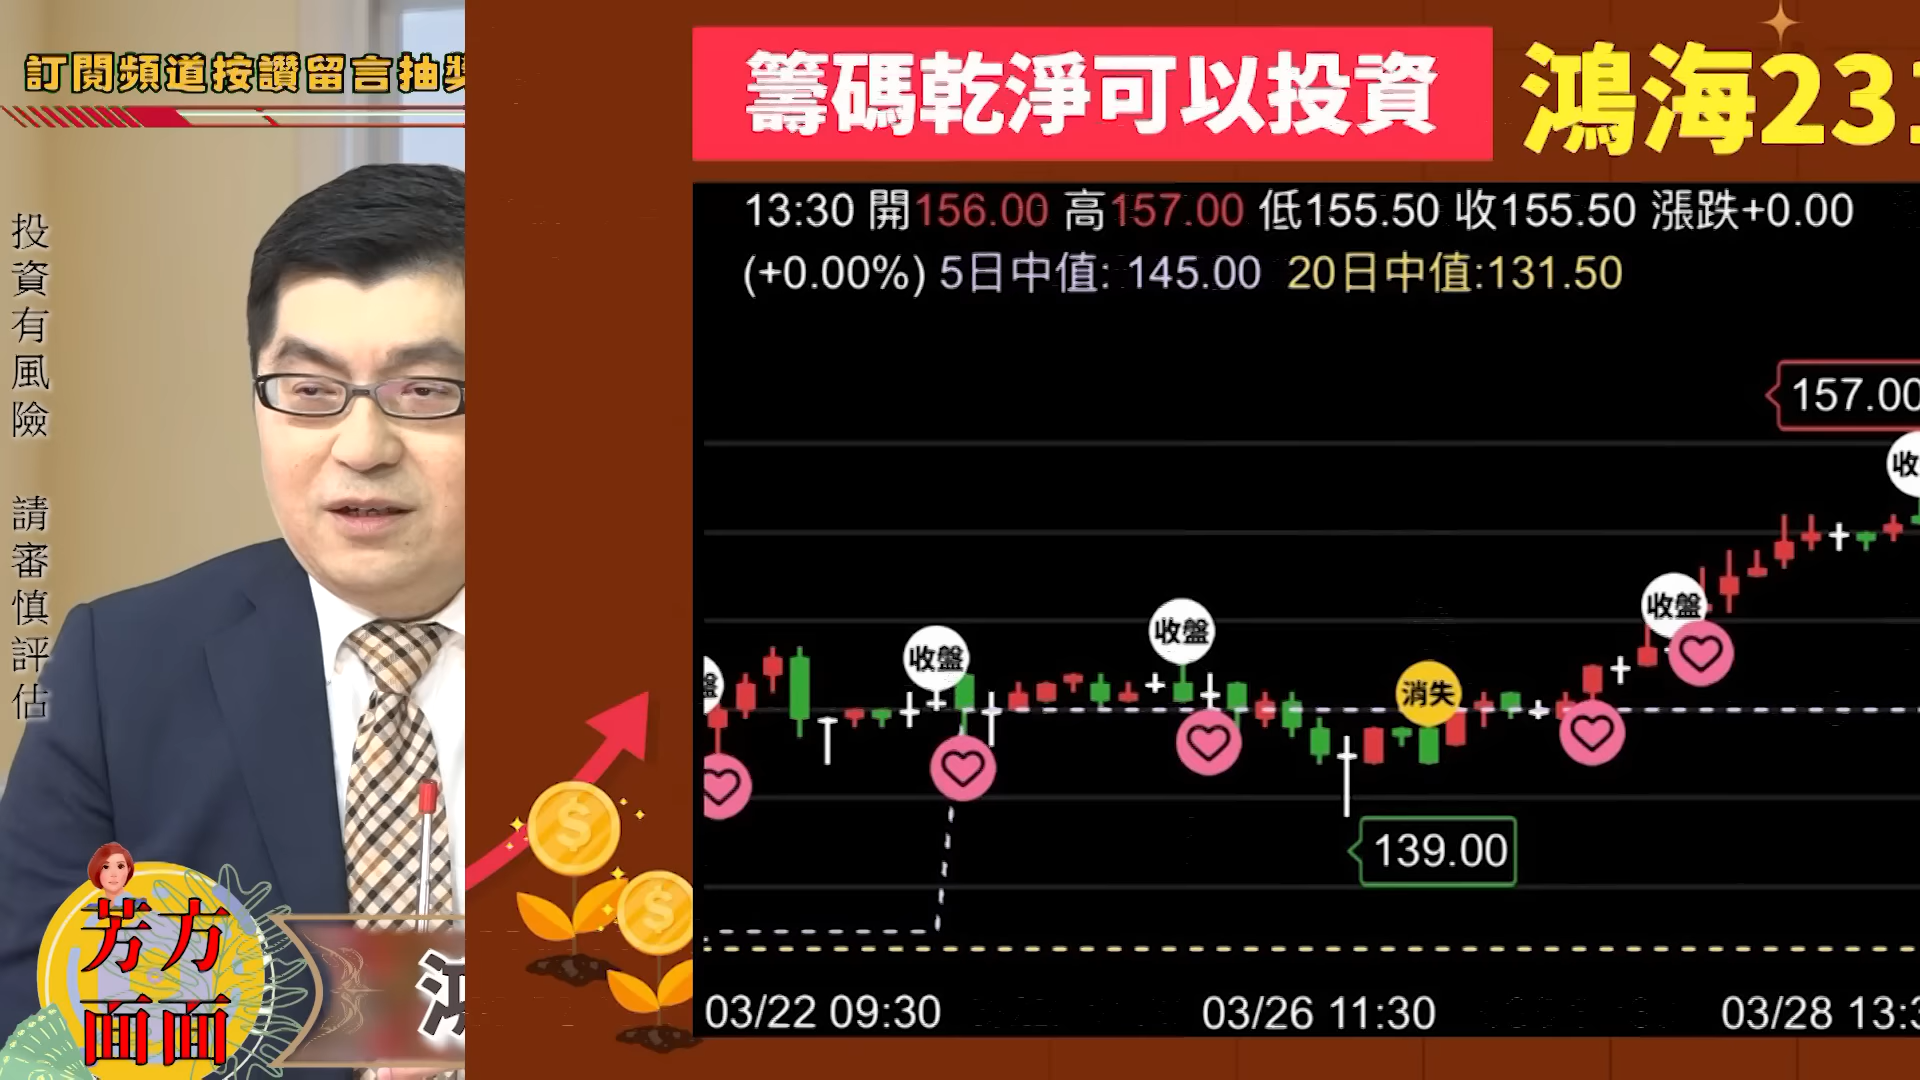 訂閱頻道按讚留言抽獎
投資有風險 請審慎評估
芳方
面面
鴻
籌碼乾淨可以投資
鴻海231
13:30 開156.00 高157.00 低155.50 收155.50 漲跌+0.00
(+0.00%) 5日中值: 145.00 20日中值:131.50
157.00
收
收盤
收盤
收盤
盤
消失
139.00
03/22 09:30
03/26 11:30
03/28 13:3